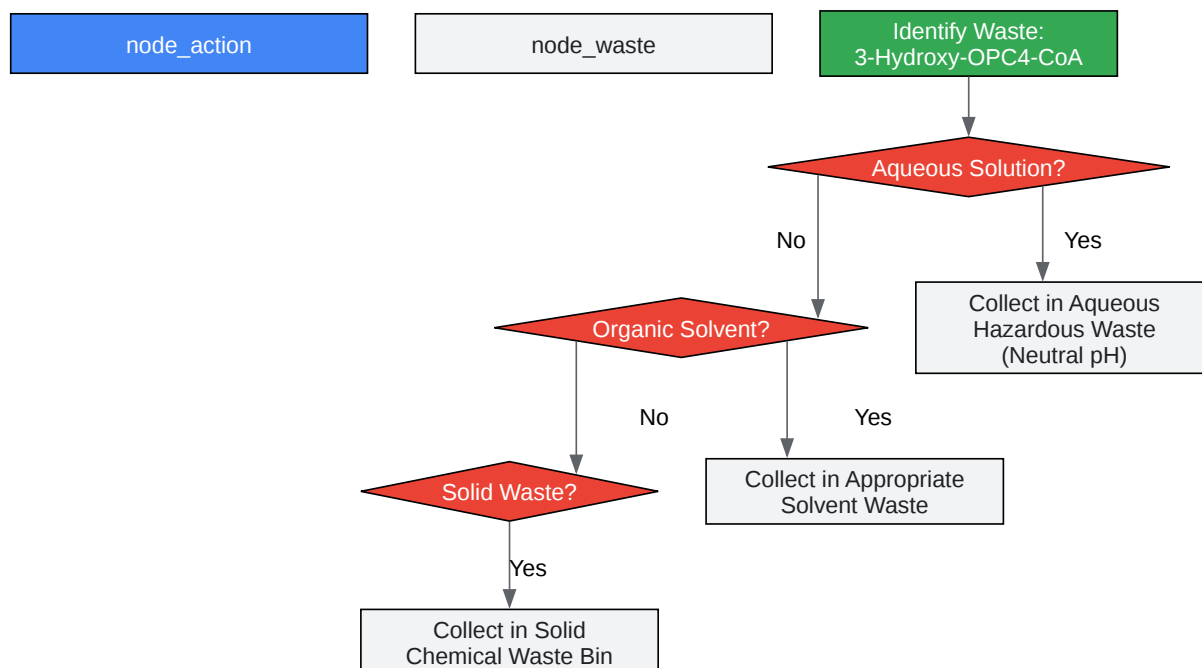 node_action
node_waste
Identify Waste:
3-Hydroxy-OPC4-CoA
Aqueous Solution?
No
Yes
Organic Solvent?
Collect in Aqueous
Hazardous Waste
(Neutral pH)
No
Yes
Solid Waste?
Collect in Appropriate
Solvent Waste
Yes
Collect in Solid
Chemical Waste Bin